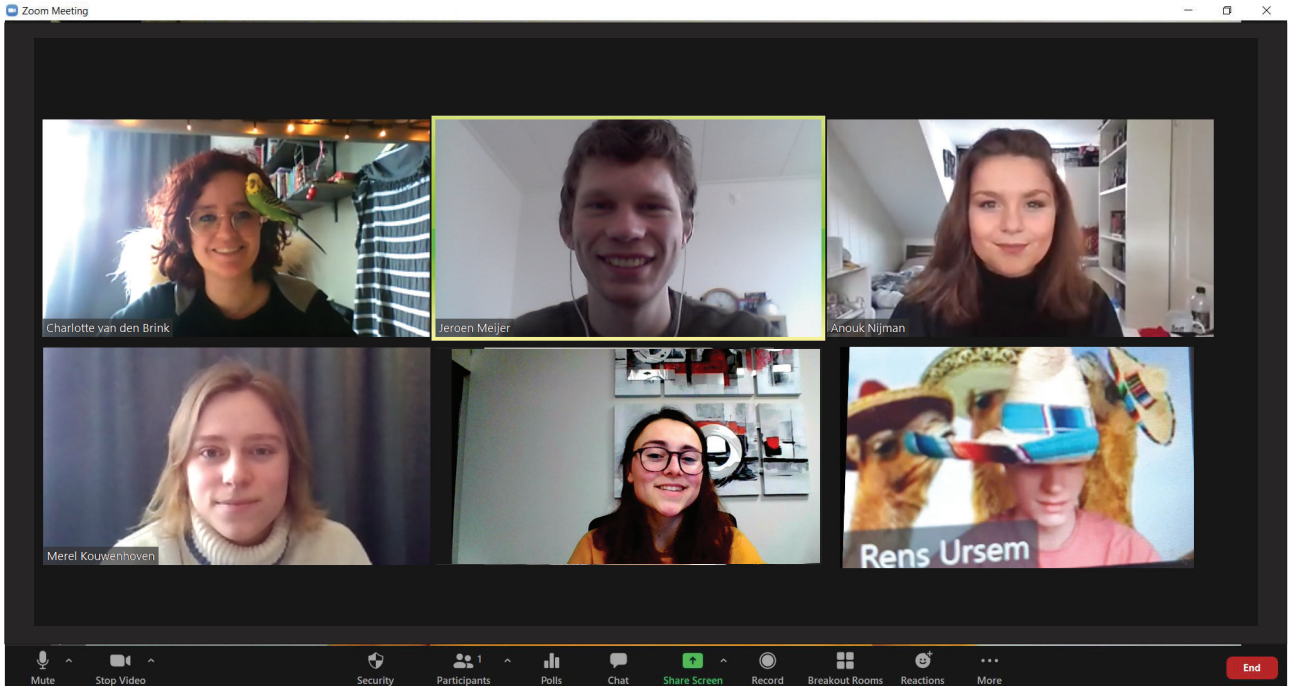 Zoom Meeting
Charlotte van den Brink
Jeroen Meijer
Anouk Nijman
Merel Kouwenhoven
Rens Ursem
1
Mute
Stop Video
Security
Participants
Polls
Chat
Share Screen
Record
Breakout Rooms
Reactions
More
End